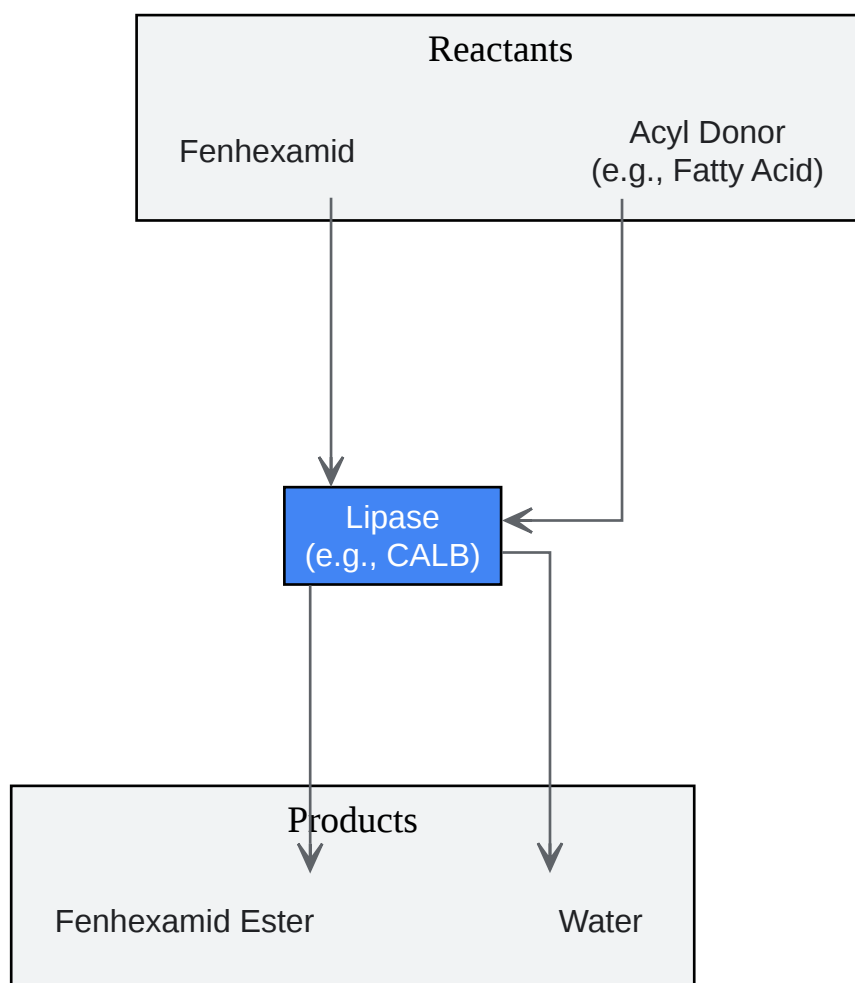 Reactants
Fenhexamid
Acyl Donor
(e.g., Fatty Acid)
Lipase
(e.g., CALB)
Products
Fenhexamid Ester
Water